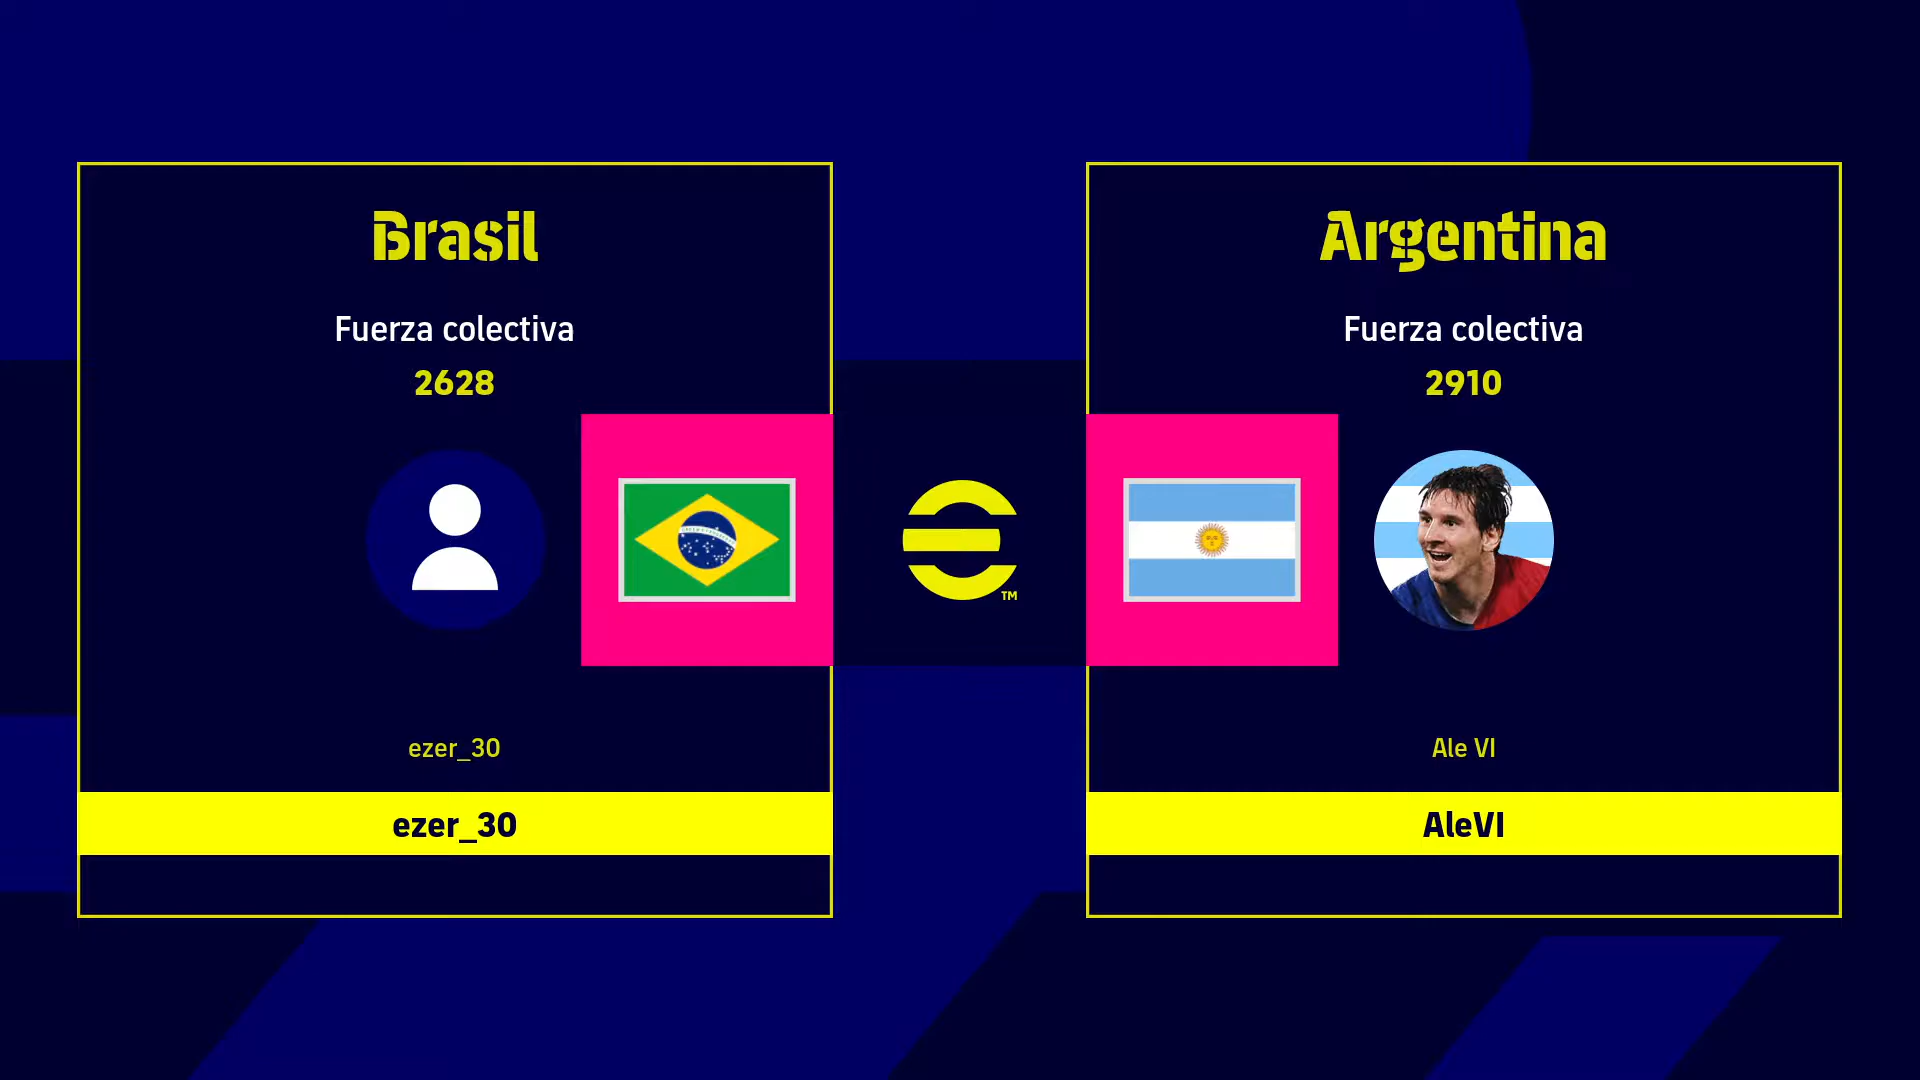 Brasil
Fuerza colectiva
2628
ezer_30
ezer_30
TM
Argentina
Fuerza colectiva
2910
Ale VI
AleVI